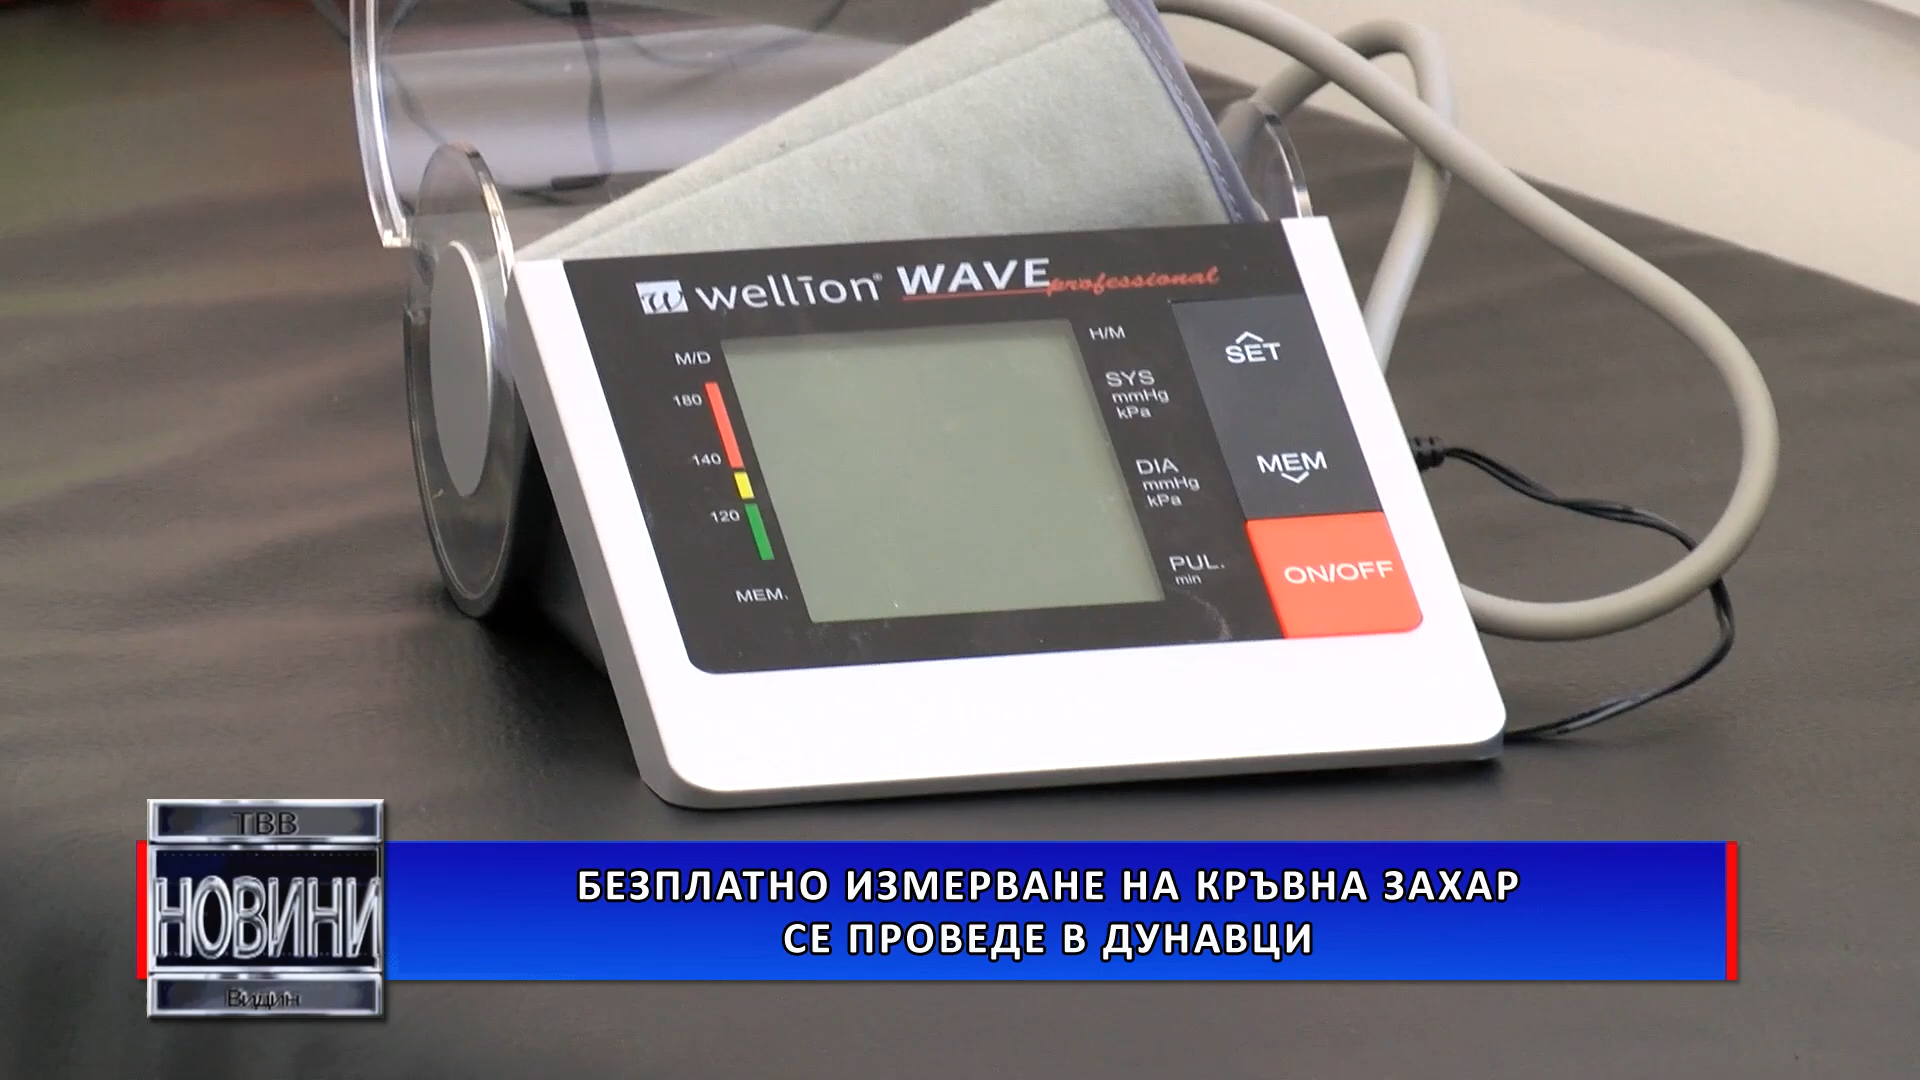 wellion® WAVE professional
M/D
H/M
SET
180
SYS
mmHg
kPa
140
MEM
DIA
mmHg
kPa
120
PUL.
min
ON/OFF
MEM.
ТВВ
НОВИНИ
Видин
БЕЗПЛАТНО ИЗМЕРВАНЕ НА КРЪВНА ЗАХАР
СЕ ПРОВЕДЕ В ДУНАВЦИ